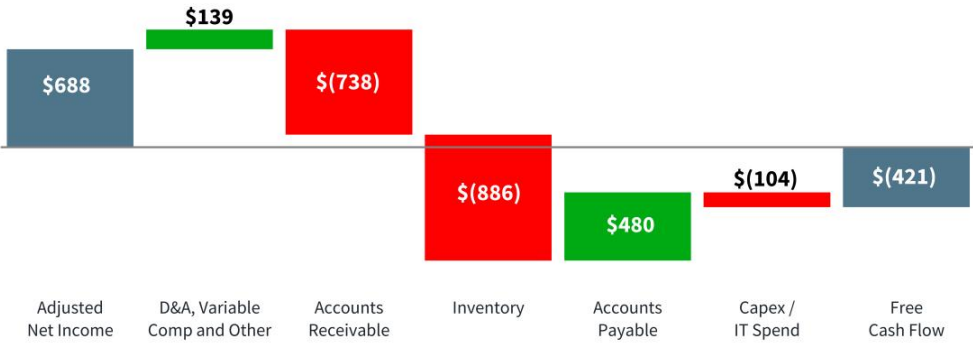 $139
$688
$(738)
$(886)
$480
$(104)
$(421)
Adjusted
Net Income
D&A, Variable
Comp and Other
Accounts
Receivable
Inventory
Accounts
Payable
Capex /
IT Spend
Free
Cash Flow